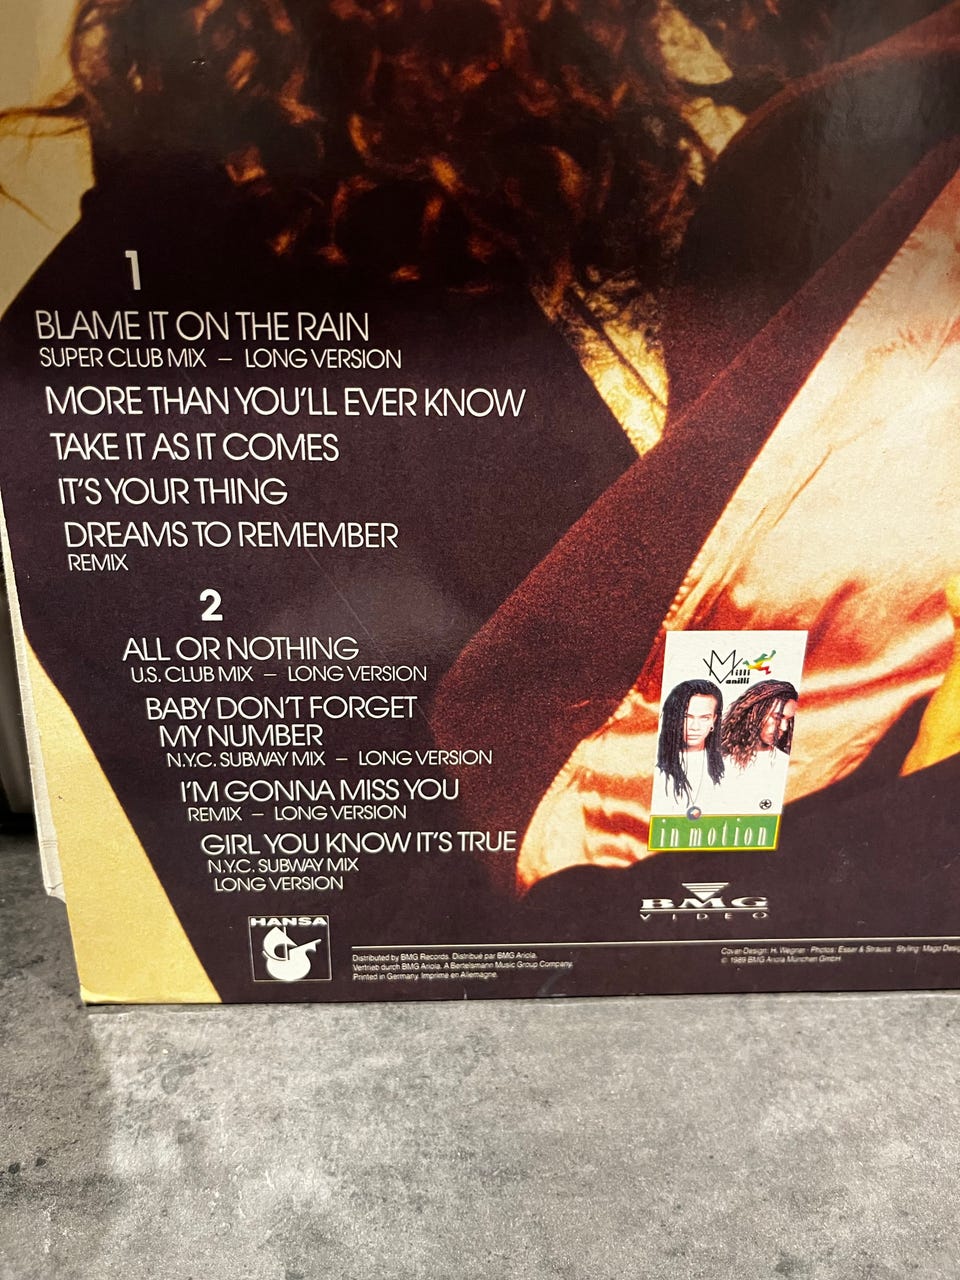 1
BLAME IT ON THE RAIN
SUPER CLUB MIX – LONG VERSION
MORE THAN YOU'LL EVER KNOW
TAKE IT AS IT COMES
IT'S YOUR THING
DREAMS TO REMEMBER
REMIX
2
ALL OR NOTHING
U.S. CLUB MIX – LONG VERSION
BABY DON'T FORGET
MY NUMBER
N.Y.C. SUBWAY MIX – LONG VERSION
I'M GONNA MISS YOU
REMIX – LONG VERSION
GIRL YOU KNOW IT'S TRUE
N.Y.C. SUBWAY MIX
LONG VERSION
Milli
Vanilli
in motion
BMG
VIDEO
HANSA
Distributed by BMG Records. Distribué par BMG Ariola.
Vertrieb durch BMG Ariola. A Bertelsmann Music Group Company.
Printed in Germany. Imprimé en Allemagne.
Cover-Design: H. Wagner · Photos: Esser & Strauss · Styling: Mago Desi
© 1989 BMG Ariola München GmbH